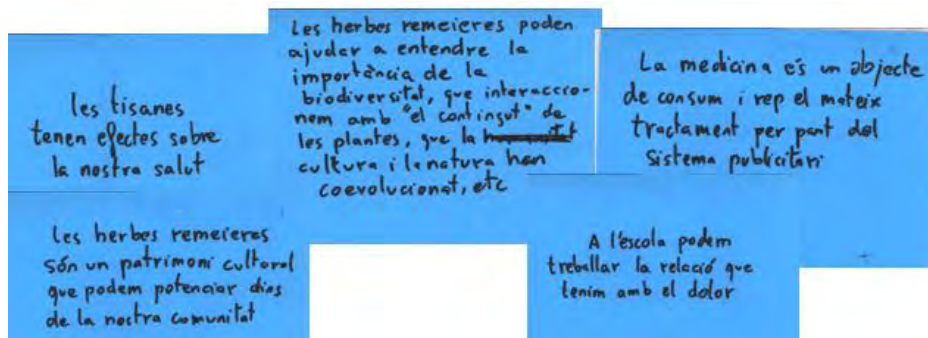 les tisanes
tenen efectes sobre
la nostra salut
Les herbes remeieres poden
ajudar a entendre la
importància de la
biodiversitat, que interaccio-
nem amb "el contingut" de
les plantes, que la
cultura i la natura han
coevolucionat, etc
La medicina és un objecte
de consum i rep el mateix
tractament per part del
sistema publicitari
Les herbes remeieres
són un patrimoni cultural
que podem potenciar dins
de la nostra comunitat
A l'escola podem
treballar la relació que
tenim amb el dolor